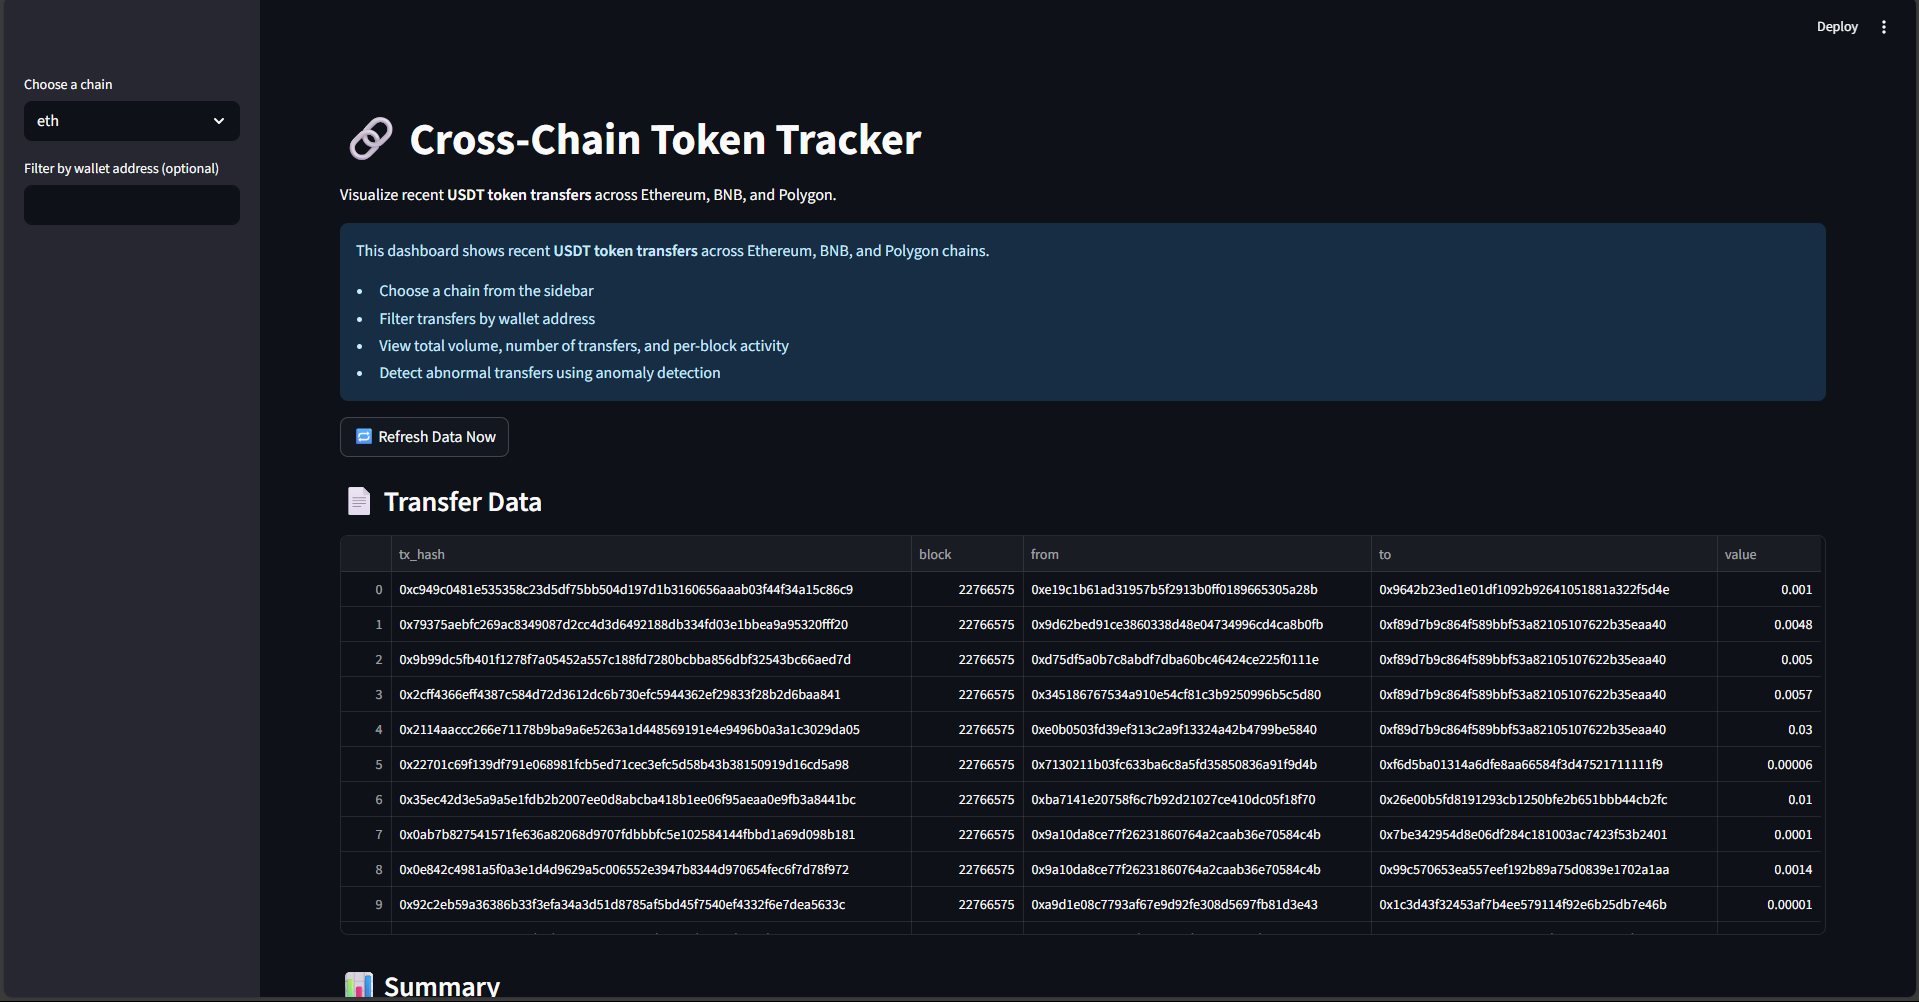 Deploy
Choose a chain
eth
Filter by wallet address (optional)
Cross-Chain Token Tracker
Visualize recent USDT token transfers across Ethereum, BNB, and Polygon.
This dashboard shows recent USDT token transfers across Ethereum, BNB, and Polygon chains.
• Choose a chain from the sidebar
• Filter transfers by wallet address
• View total volume, number of transfers, and per-block activity
• Detect abnormal transfers using anomaly detection
Refresh Data Now
Transfer Data
tx_hash block from to value
0 0xc949c0481e535358c23d5df75bb504d197d1b3160656aaab03f44f34a15c86c9 22766575 0xe19c1b61ad31957b5f2913b0ff0189665305a28b 0x9642b23ed1e01df1092b92641051881a322f5d4e 0.001
1 0x79375aebfc269ac8349087d2cc4d3d6492188db334fd03e1bbea9a95320fff20 22766575 0x9d62bed91ce3860338d48e04734996cd4ca8b0fb 0xf89d7b9c864f589bbf53a82105107622b35eaa40 0.0048
2 0x9b99dc5fb401f1278f7a05452a557c188fd7280bcbba856dbf32543bc66aed7d 22766575 0xd75df5a0b7c8abdf7dba60bc46424ce225f0111e 0xf89d7b9c864f589bbf53a82105107622b35eaa40 0.005
3 0x2cff4366eff4387c584d72d3612dc6b730efc5944362ef29833f28b2d6baa841 22766575 0x345186767534a910e54cf81c3b9250996b5c5d80 0xf89d7b9c864f589bbf53a82105107622b35eaa40 0.0057
4 0x2114aaccc266e71178b9ba9a6e5263a1d448569191e4e9496b0a3a1c3029da05 22766575 0xe0b0503fd39ef313c2a9f13324a42b4799be5840 0xf89d7b9c864f589bbf53a82105107622b35eaa40 0.03
5 0x22701c69f139df791e068981fcb5ed71cec3efc5d58b43b38150919d16cd5a98 22766575 0x7130211b03fc633ba6c8a5fd35850836a91f9d4b 0xf6d5ba01314a6dfe8aa66584f3d47521711111f9 0.00006
6 0x35ec42d3e5a9a5e1fdb2b2007ee0d8abcba418b1ee06f95aeaa0e9fb3a8441bc 22766575 0xba7141e20758f6c7b92d21027ce410dc05f18f70 0x26e00b5fd8191293cb1250bfe2b651bbb44cb2fc 0.01
7 0x0ab7b827541571fe636a82068d9707fdbbbfc5e102584144fbbd1a69d098b181 22766575 0x9a10da8ce77f26231860764a2caab36e70584c4b 0x7be342954d8e06df284c181003ac7423f53b2401 0.0001
8 0x0e842c4981a5f0a3e1d4d9629a5c006552e3947b8344d970654fec6f7d78f972 22766575 0x9a10da8ce77f26231860764a2caab36e70584c4b 0x99c570653ea557eef192b89a75d0839e1702a1aa 0.0014
9 0x92c2eb59a36386b33f3efa34a3d51d8785af5bd45f7540ef4332f6e7dea5633c 22766575 0xa9d1e08c7793af67e9d92fe308d5697fb81d3e43 0x1c3d43f32453af7b4ee579114f92e6b25db7e46b 0.00001
Summary